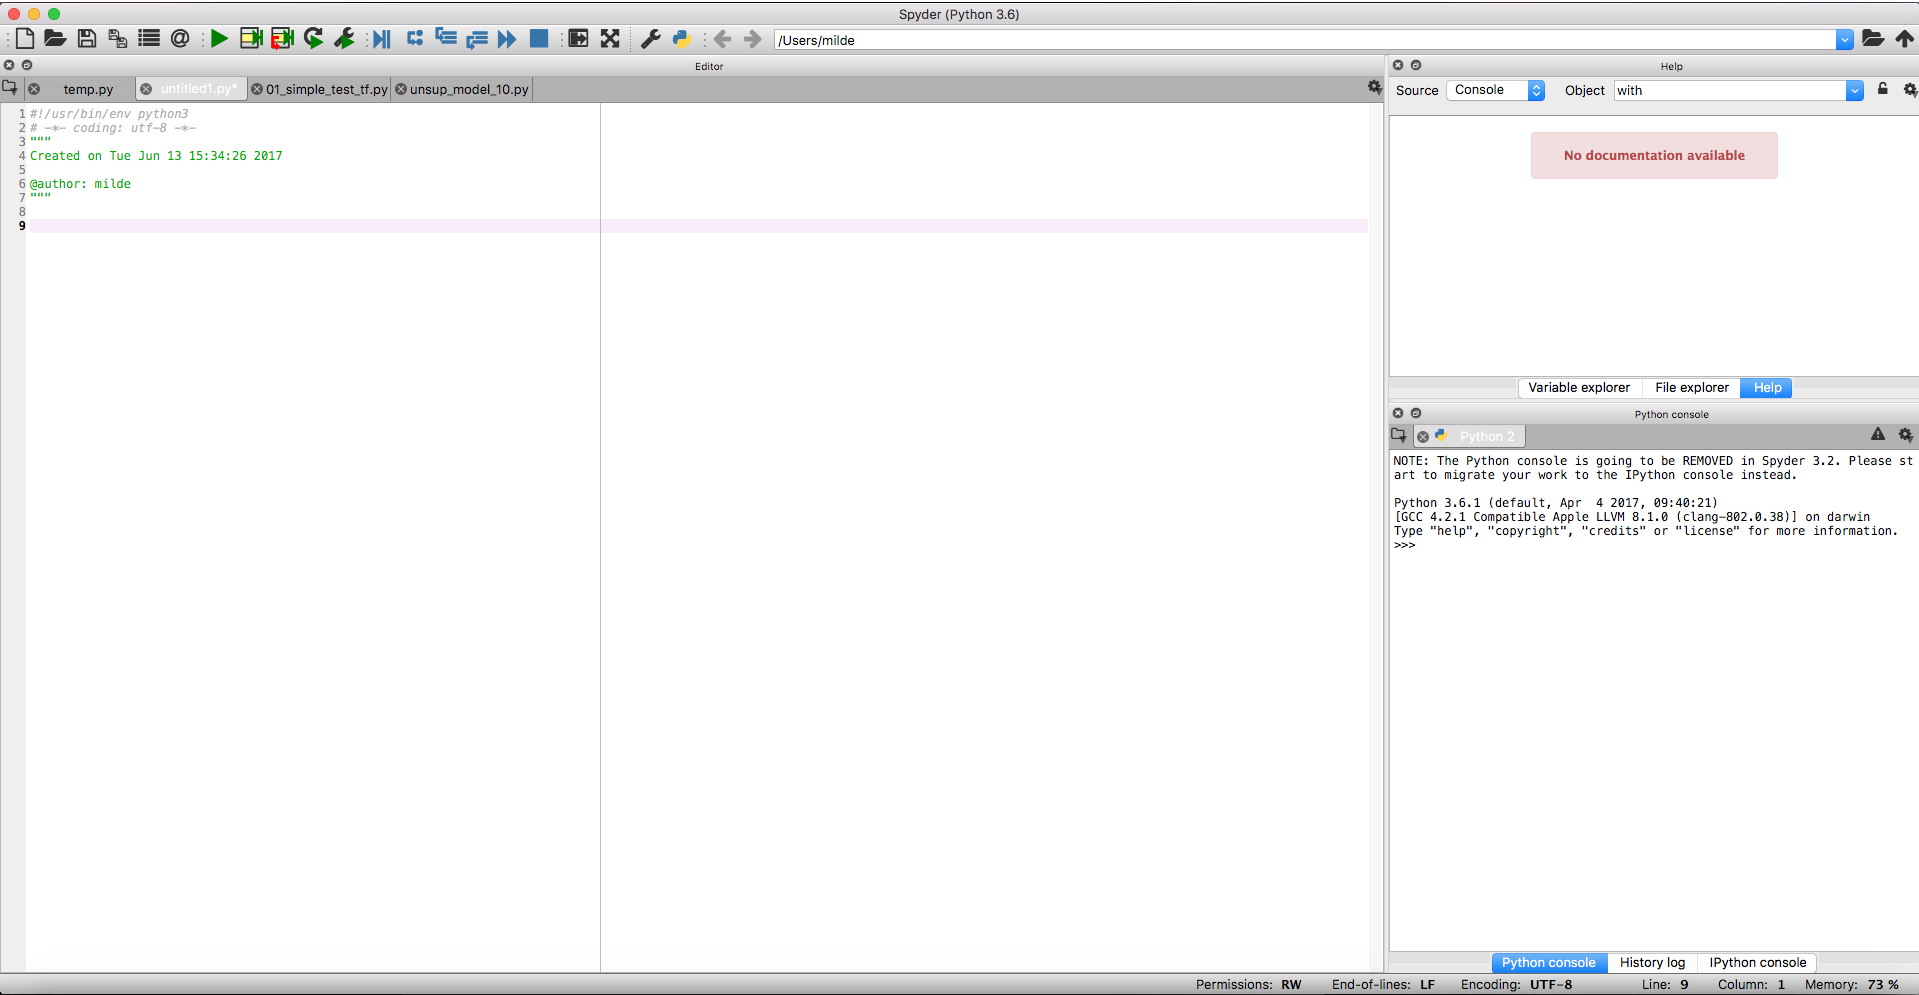 Spyder (Python 3.6)
/Users/milde
Editor
temp.py
untitled1.py*
01_simple_test_tf.py
unsup_model_10.py
1 #!/usr/bin/env python3
2 # -*- coding: utf-8 -*-
3 """
4 Created on Tue Jun 13 15:34:26 2017
5
6 @author: milde
7 """
8
9
Help
Source Console Object with
No documentation available
Variable explorer File explorer Help
Python console
Python 2
NOTE: The Python console is going to be REMOVED in Spyder 3.2. Please st
art to migrate your work to the IPython console instead.
Python 3.6.1 (default, Apr  4 2017, 09:40:21)
[GCC 4.2.1 Compatible Apple LLVM 8.1.0 (clang-802.0.38)] on darwin
Type "help", "copyright", "credits" or "license" for more information.
>>>
Python console History log IPython console
Permissions: RW End-of-lines: LF Encoding: UTF-8 Line: 9 Column: 1 Memory: 73 %